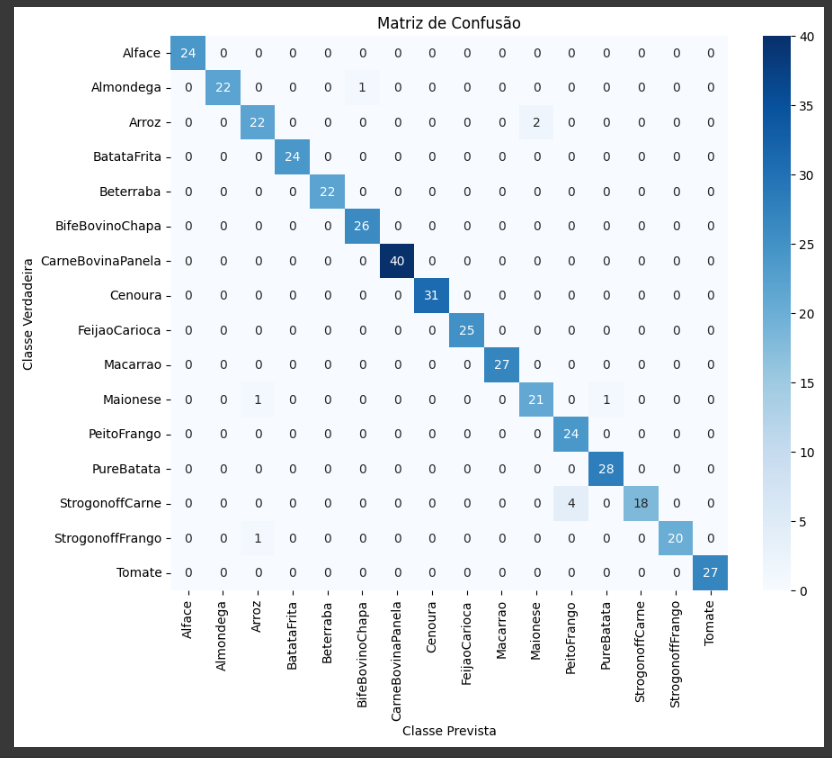 Matriz de Confusão
Classe Verdadeira
Alface 24 0 0 0 0 0 0 0 0 0 0 0 0 0 0 0
Almondega 0 22 0 0 0 1 0 0 0 0 0 0 0 0 0 0
Arroz 0 0 22 0 0 0 0 0 0 0 2 0 0 0 0 0
BatataFrita 0 0 0 24 0 0 0 0 0 0 0 0 0 0 0 0
Beterraba 0 0 0 0 22 0 0 0 0 0 0 0 0 0 0 0
BifeBovinoChapa 0 0 0 0 0 26 0 0 0 0 0 0 0 0 0 0
CarneBovinaPanela 0 0 0 0 0 0 40 0 0 0 0 0 0 0 0 0
Cenoura 0 0 0 0 0 0 0 31 0 0 0 0 0 0 0 0
FeijaoCarioca 0 0 0 0 0 0 0 0 25 0 0 0 0 0 0 0
Macarrao 0 0 0 0 0 0 0 0 0 27 0 0 0 0 0 0
Maionese 0 0 1 0 0 0 0 0 0 0 21 0 1 0 0 0
PeitoFrango 0 0 0 0 0 0 0 0 0 0 0 24 0 0 0 0
PureBatata 0 0 0 0 0 0 0 0 0 0 0 0 28 0 0 0
StrogonoffCarne 0 0 0 0 0 0 0 0 0 0 0 4 0 18 0 0
StrogonoffFrango 0 0 1 0 0 0 0 0 0 0 0 0 0 0 20 0
Tomate 0 0 0 0 0 0 0 0 0 0 0 0 0 0 0 27
Alface
Almondega
Arroz
BatataFrita
Beterraba
BifeBovinoChapa
CarneBovinaPanela
Cenoura
FeijaoCarioca
Macarrao
Maionese
PeitoFrango
PureBatata
StrogonoffCarne
StrogonoffFrango
Tomate
Classe Prevista
40
35
30
25
20
15
10
5
0